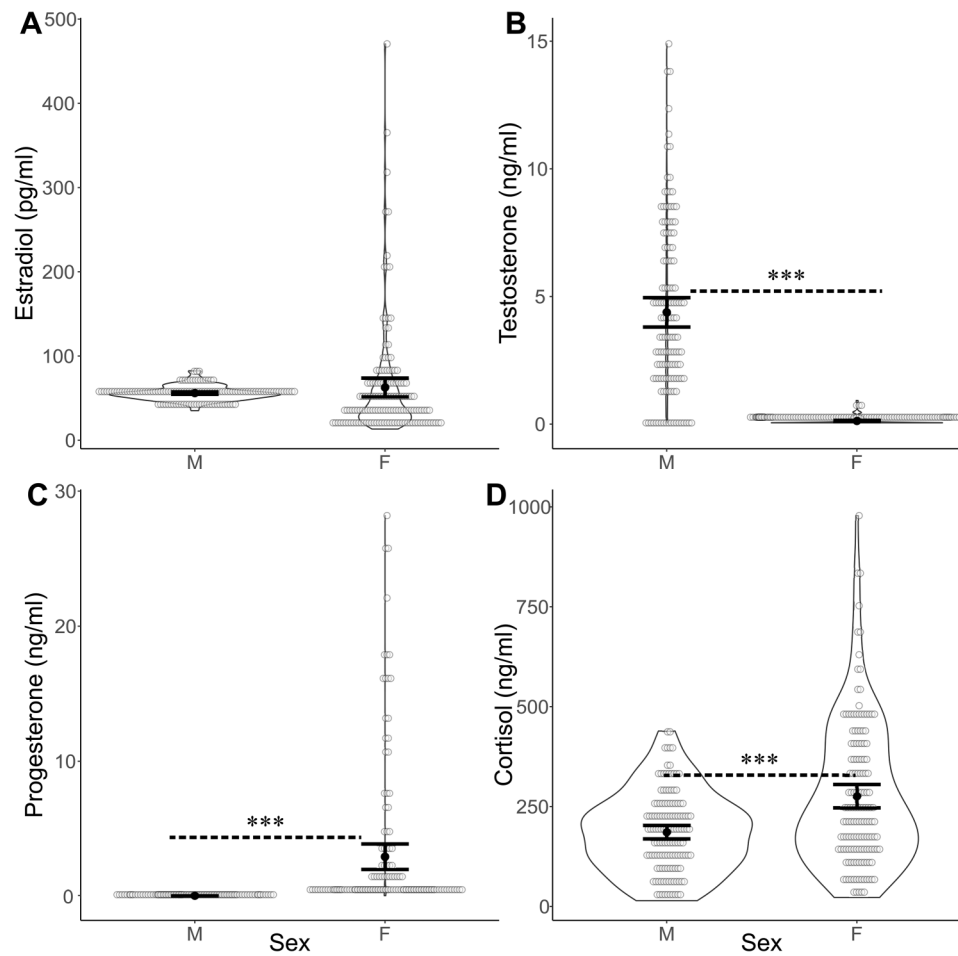 A
Estradiol (pg/ml)
500
400
300
200
100
0
M
F
B
Testosterone (ng/ml)
15
10
5
0
***
M
F
C
Progesterone (ng/ml)
30
20
10
0
***
M
F
Sex
D
Cortisol (ng/ml)
1000
750
500
250
0
***
M
F
Sex